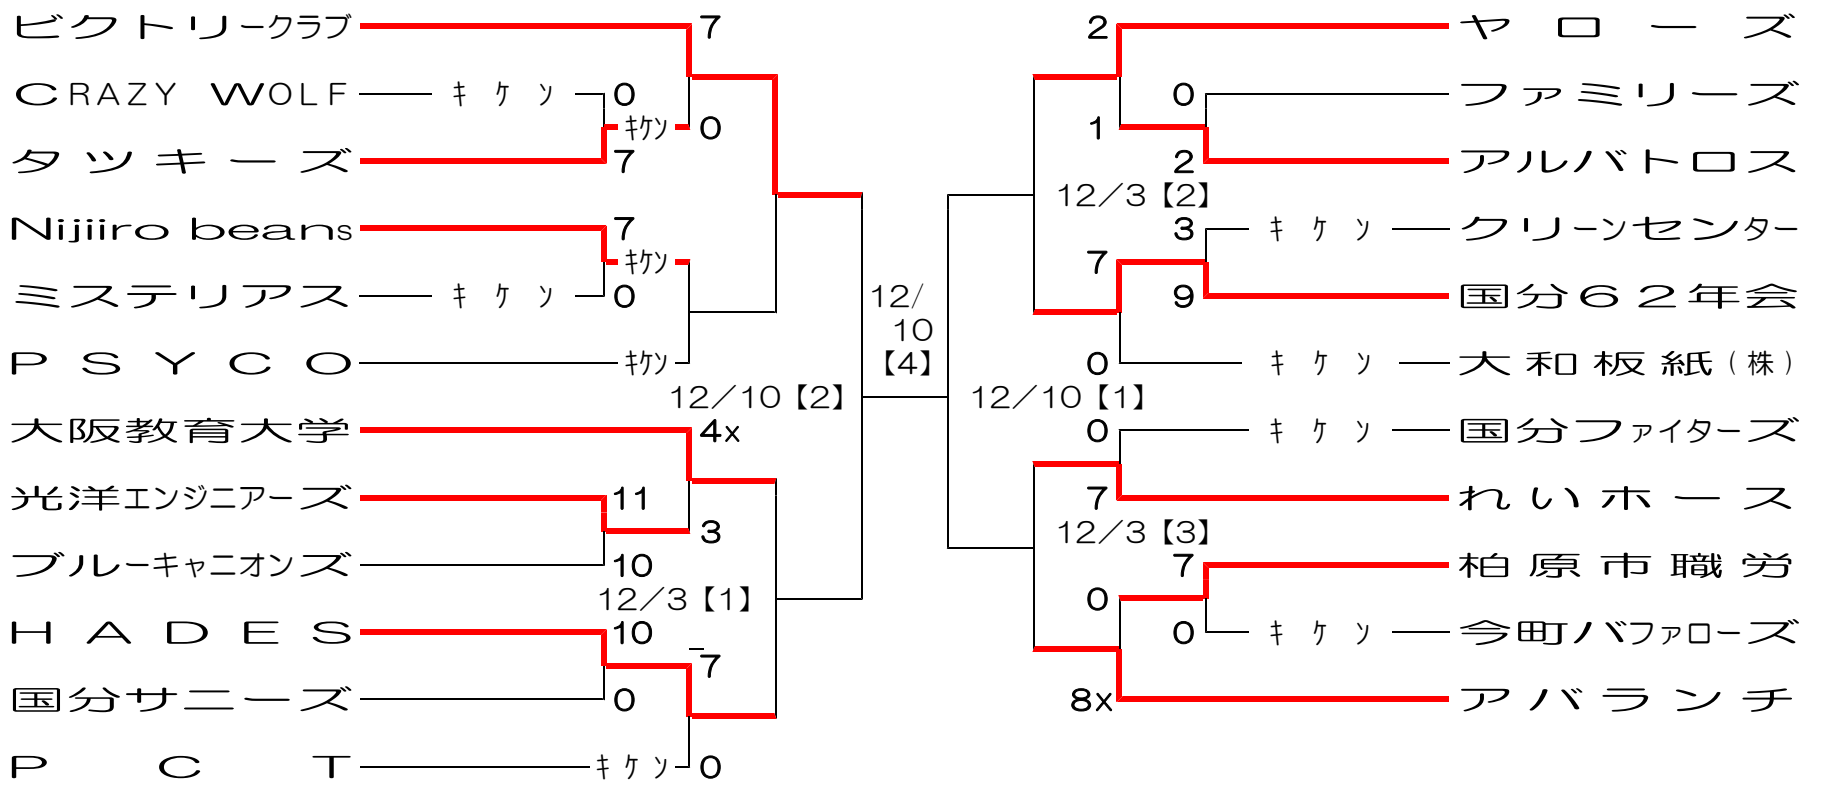 ビクトリークラブ 7 2 ヤローズ
CRAZY WOLF キケン 0 0 ファミリーズ
キケン 0 1
タツキーズ 7 2 アルバトロス
12/3【2】
Nijiiro beans 7 3 キケン クリーンセンター
キケン 7
ミステリアス キケン 0 12/ 9 国分62年会
10
PSYCO キケン 【4】 0 キケン 大和板紙(株)
12/10【2】 12/10【1】
大阪教育大学 4x 0 キケン 国分ファイターズ
光洋エンジニアーズ 11 7 れいホース
3 12/3【3】
ブルーキャニオンズ 10 7 柏原市職労
12/3【1】 0
HADES 10 0 キケン 今町バファローズ
7
国分サニーズ 0 8x アバランチ
PCT キケン 0